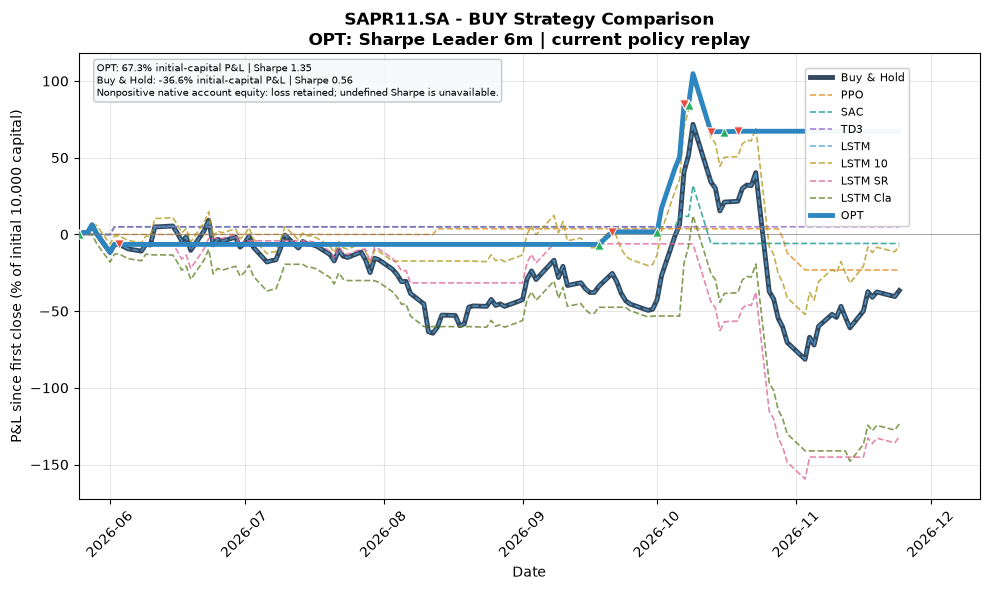 SAPR11.SA - BUY Strategy Comparison
OPT: Sharpe Leader 6m | current policy replay
OPT: 67.3% initial-capital P&L | Sharpe 1.35
Buy & Hold: -36.6% initial-capital P&L | Sharpe 0.56
Nonpositive native account equity: loss retained; undefined Sharpe is unavailable.
Buy & Hold
PPO
SAC
TD3
LSTM
LSTM 10
LSTM SR
LSTM Cla
OPT
P&L since first close (% of initial 10,000 capital)
100
50
0
−50
−100
−150
2026-06
2026-07
2026-08
2026-09
2026-10
2026-11
2026-12
Date